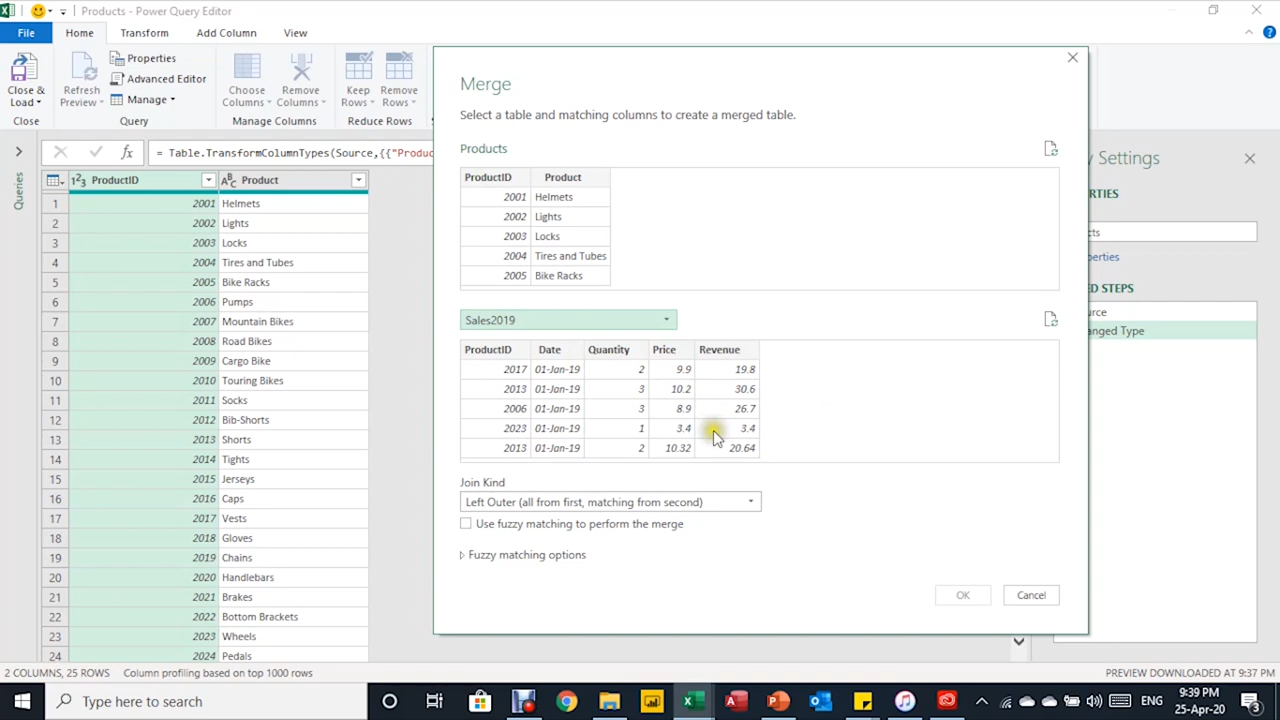 Products - Power Query Editor
File Home Transform Add Column View
Close & Load
Refresh Preview
Properties
Advanced Editor
Manage
Choose Columns
Remove Columns
Keep Rows
Remove Rows
Close Query Manage Columns Reduce Rows
fx = Table.TransformColumnTypes(Source,{{"Produc
Queries
123 ProductID ABC Product
1 2001 Helmets
2 2002 Lights
3 2003 Locks
4 2004 Tires and Tubes
5 2005 Bike Racks
6 2006 Pumps
7 2007 Mountain Bikes
8 2008 Road Bikes
9 2009 Cargo Bike
10 2010 Touring Bikes
11 2011 Socks
12 2012 Bib-Shorts
13 2013 Shorts
14 2014 Tights
15 2015 Jerseys
16 2016 Caps
17 2017 Vests
18 2018 Gloves
19 2019 Chains
20 2020 Handlebars
21 2021 Brakes
22 2022 Bottom Brackets
23 2023 Wheels
24 2024 Pedals
Merge
Select a table and matching columns to create a merged table.
Products
ProductID Product
2001 Helmets
2002 Lights
2003 Locks
2004 Tires and Tubes
2005 Bike Racks
Sales2019
ProductID Date Quantity Price Revenue
2017 01-Jan-19 2 9.9 19.8
2013 01-Jan-19 3 10.2 30.6
2006 01-Jan-19 3 8.9 26.7
2023 01-Jan-19 1 3.4 3.4
2013 01-Jan-19 2 10.32 20.64
Join Kind
Left Outer (all from first, matching from second)
Use fuzzy matching to perform the merge
Fuzzy matching options
OK Cancel
y Settings
RTIES
cts
operties
D STEPS
urce
anged Type
2 COLUMNS, 25 ROWS Column profiling based on top 1000 rows PREVIEW DOWNLOADED AT 9:37 PM
Type here to search
ENG
9:39 PM
25-Apr-20
3